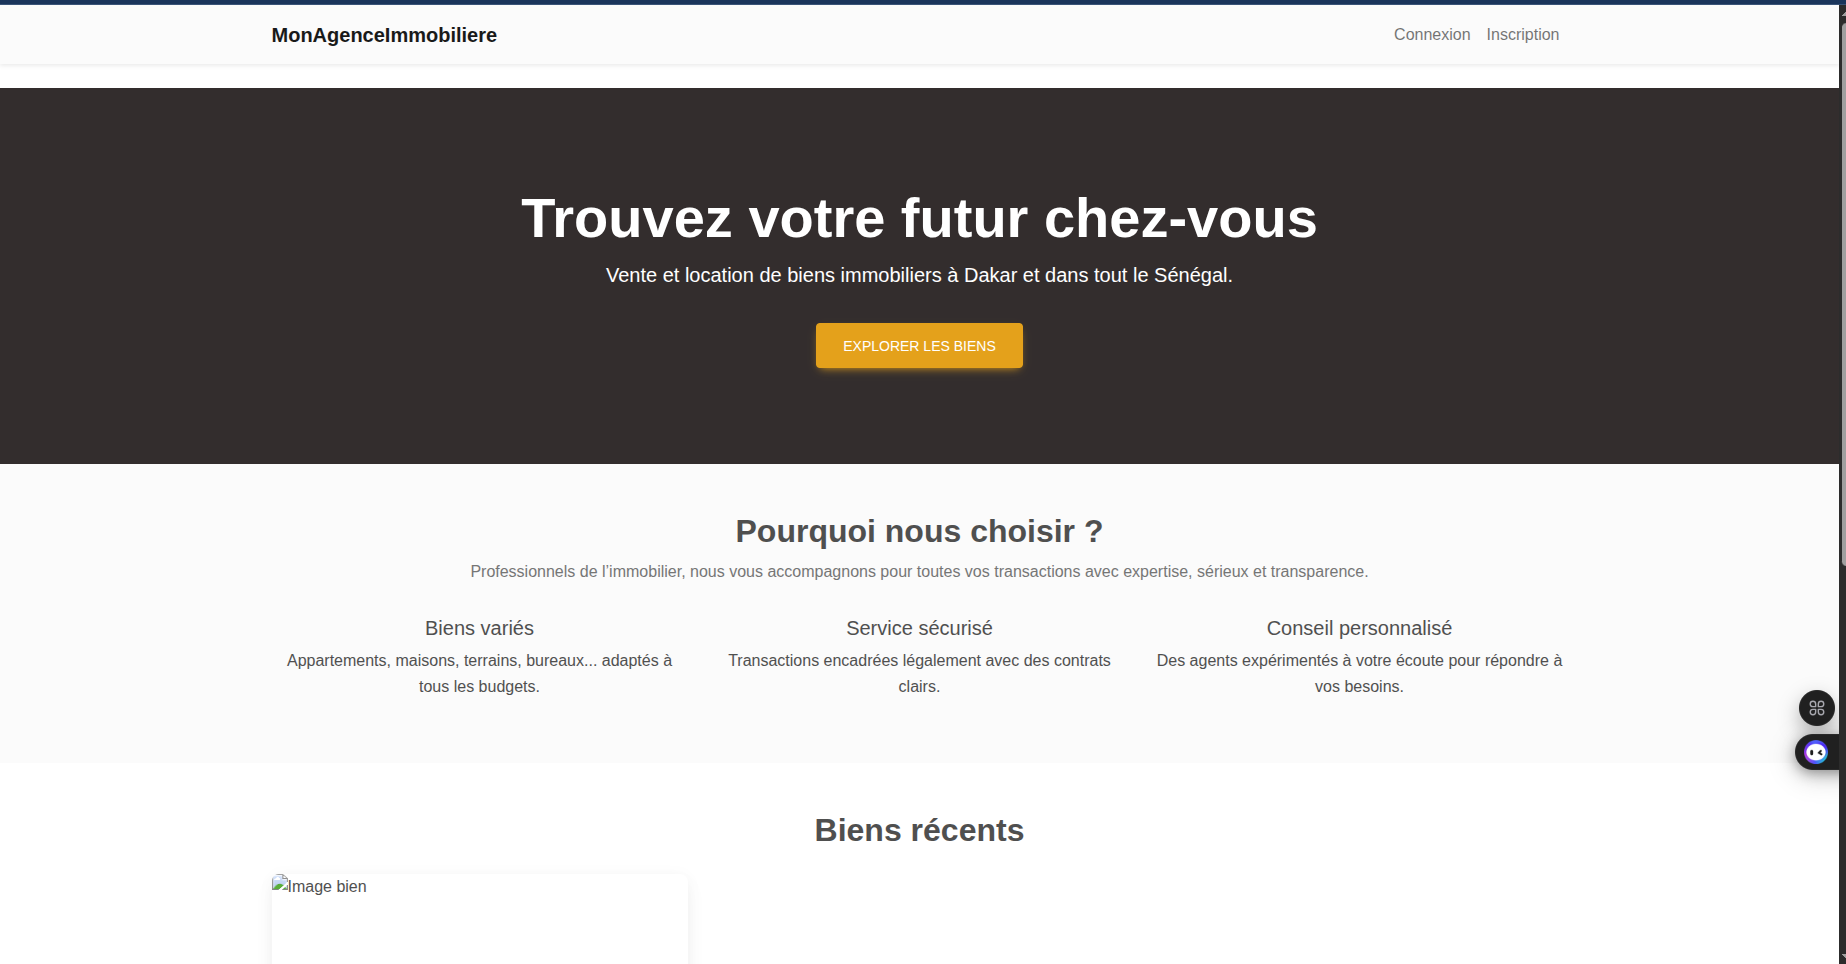 MonAgenceImmobiliere
Connexion Inscription
Trouvez votre futur chez-vous
Vente et location de biens immobiliers à Dakar et dans tout le Sénégal.
EXPLORER LES BIENS
Pourquoi nous choisir ?
Professionnels de l’immobilier, nous vous accompagnons pour toutes vos transactions avec expertise, sérieux et transparence.
Biens variés
Appartements, maisons, terrains, bureaux... adaptés à
tous les budgets.
Service sécurisé
Transactions encadrées légalement avec des contrats
clairs.
Conseil personnalisé
Des agents expérimentés à votre écoute pour répondre à
vos besoins.
Biens récents
Image bien